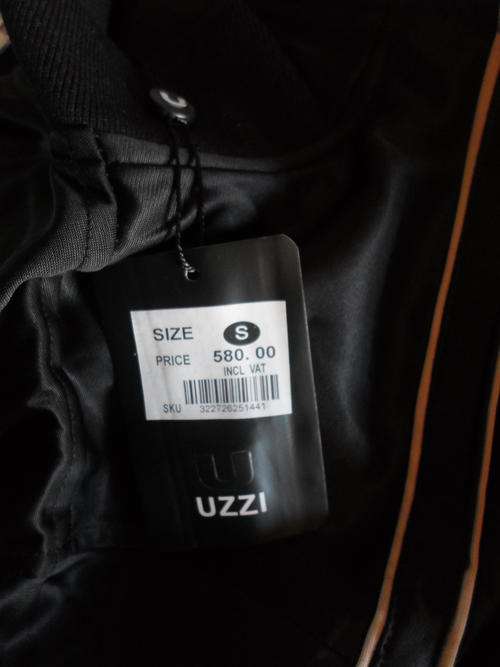 SIZE S
PRICE 580.00
INCL VAT
SKU 322726251441
UZZI